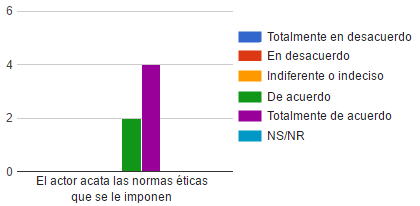 6
4
2
0
El actor acata las normas éticas
que se le imponen
Totalmente en desacuerdo
En desacuerdo
Indiferente o indeciso
De acuerdo
Totalmente de acuerdo
NS/NR